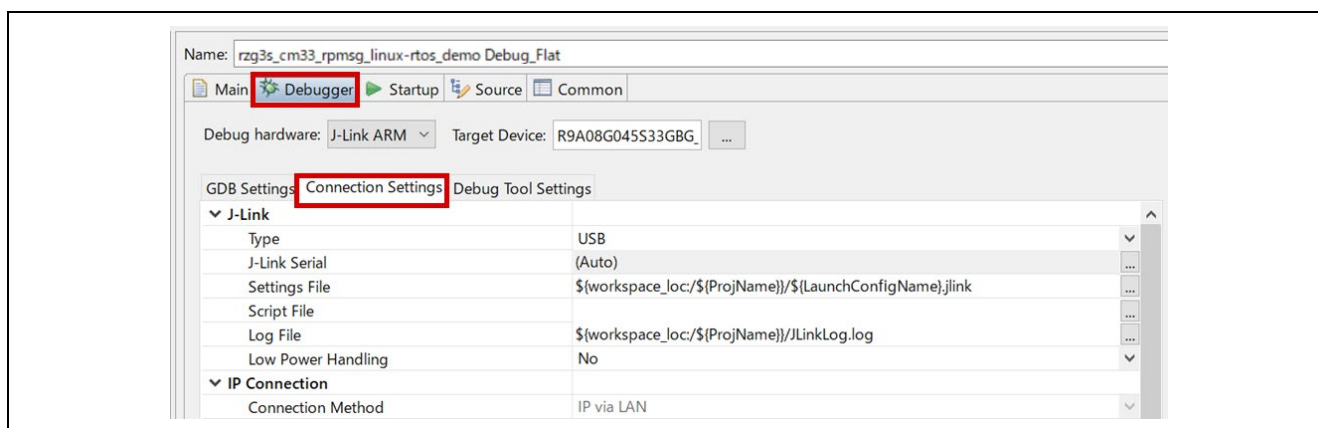 Name: rzg3s_cm33_rpmsg_linux-rtos_demo Debug_Flat
Main Debugger Startup Source Common
Debug hardware: J-Link ARM Target Device: R9A08G045S33GBG_ ...
GDB Settings Connection Settings Debug Tool Settings
J-Link
Type USB
J-Link Serial (Auto) ...
Settings File ${workspace_loc:/${ProjName}}/${LaunchConfigName}.jlink ...
Script File ...
Log File ${workspace_loc:/${ProjName}}/JLinkLog.log ...
Low Power Handling No
IP Connection
Connection Method IP via LAN